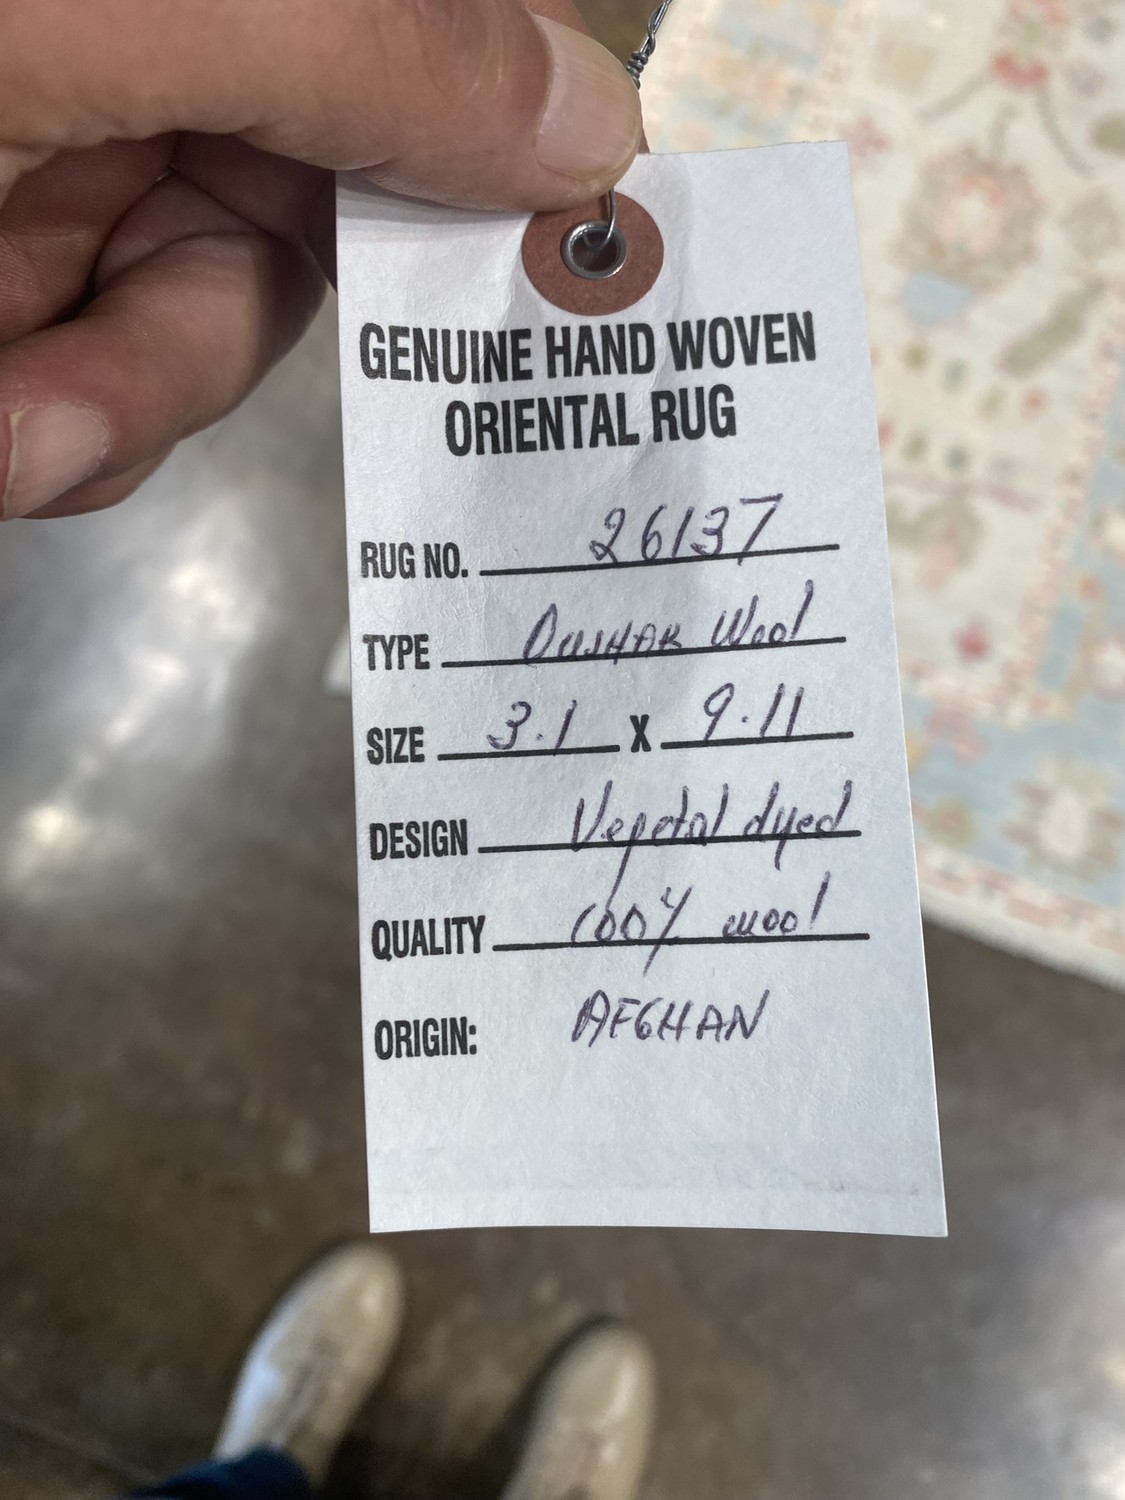 GENUINE HAND WOVEN
ORIENTAL RUG
RUG NO. 26137
TYPE Wool
SIZE 3.1 X 9.11
DESIGN Vegetal dyed
QUALITY 100% wool
ORIGIN: AFGHAN